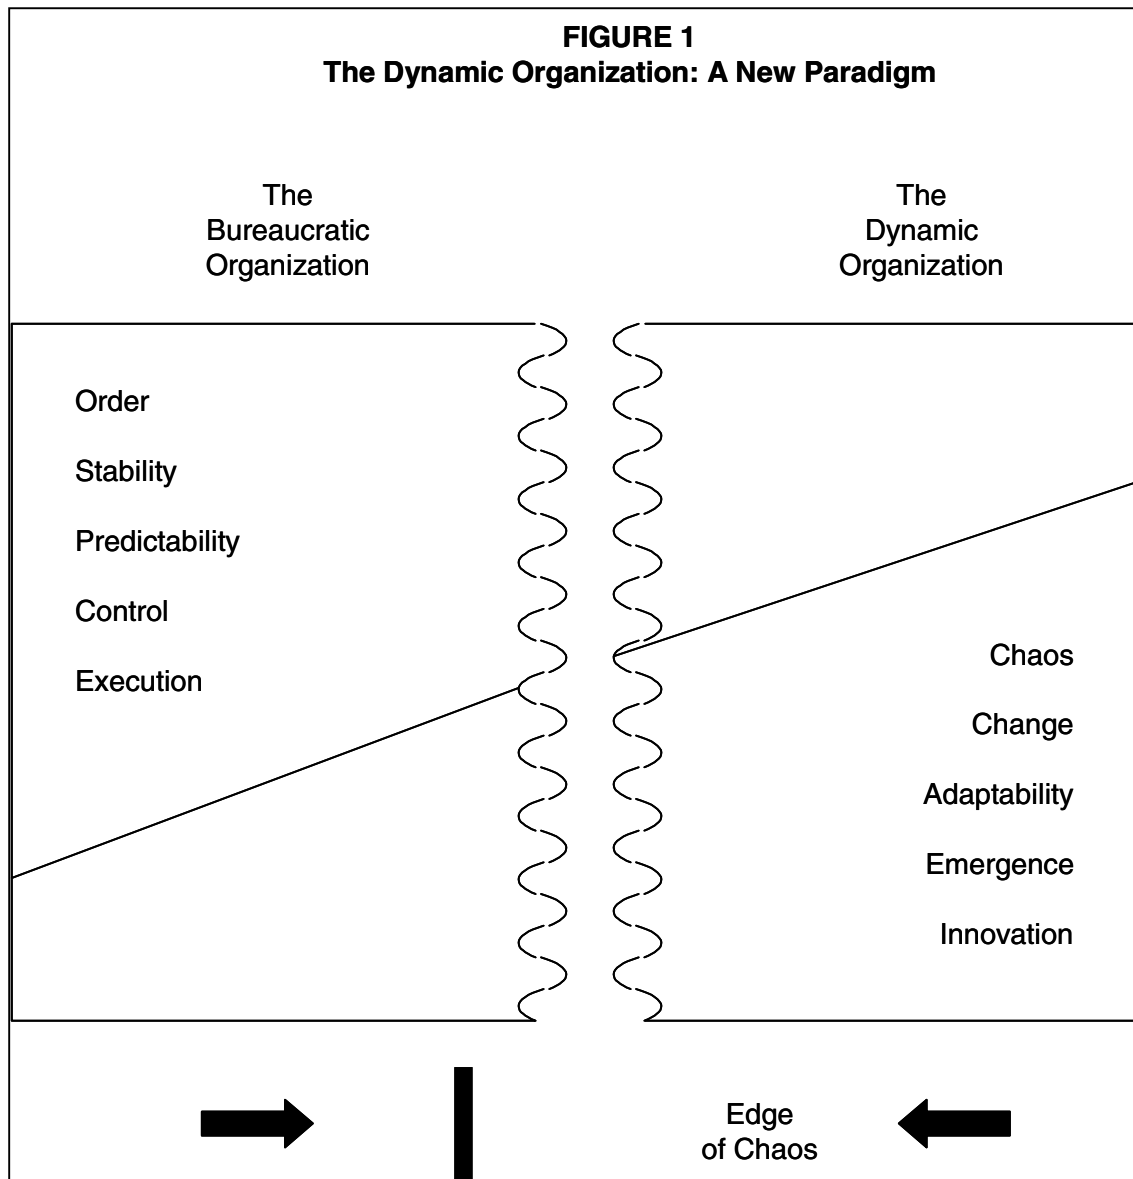 FIGURE 1
The Dynamic Organization: A New Paradigm
The
Bureaucratic
Organization
The
Dynamic
Organization
Order
Stability
Predictability
Control
Execution
Chaos
Change
Adaptability
Emergence
Innovation
Edge
of Chaos